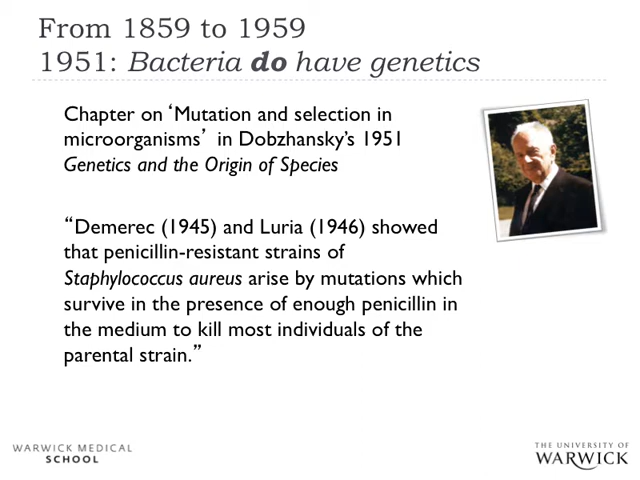 From 1859 to 1959
1951: Bacteria do have genetics
Chapter on ‘Mutation and selection in
microorganisms’ in Dobzhansky’s 1951
Genetics and the Origin of Species
“Demerec (1945) and Luria (1946) showed
that penicillin-resistant strains of
Staphylococcus aureus arise by mutations which
survive in the presence of enough penicillin in
the medium to kill most individuals of the
parental strain.”
WARWICK MEDICAL
SCHOOL
THE UNIVERSITY OF
WARWICK